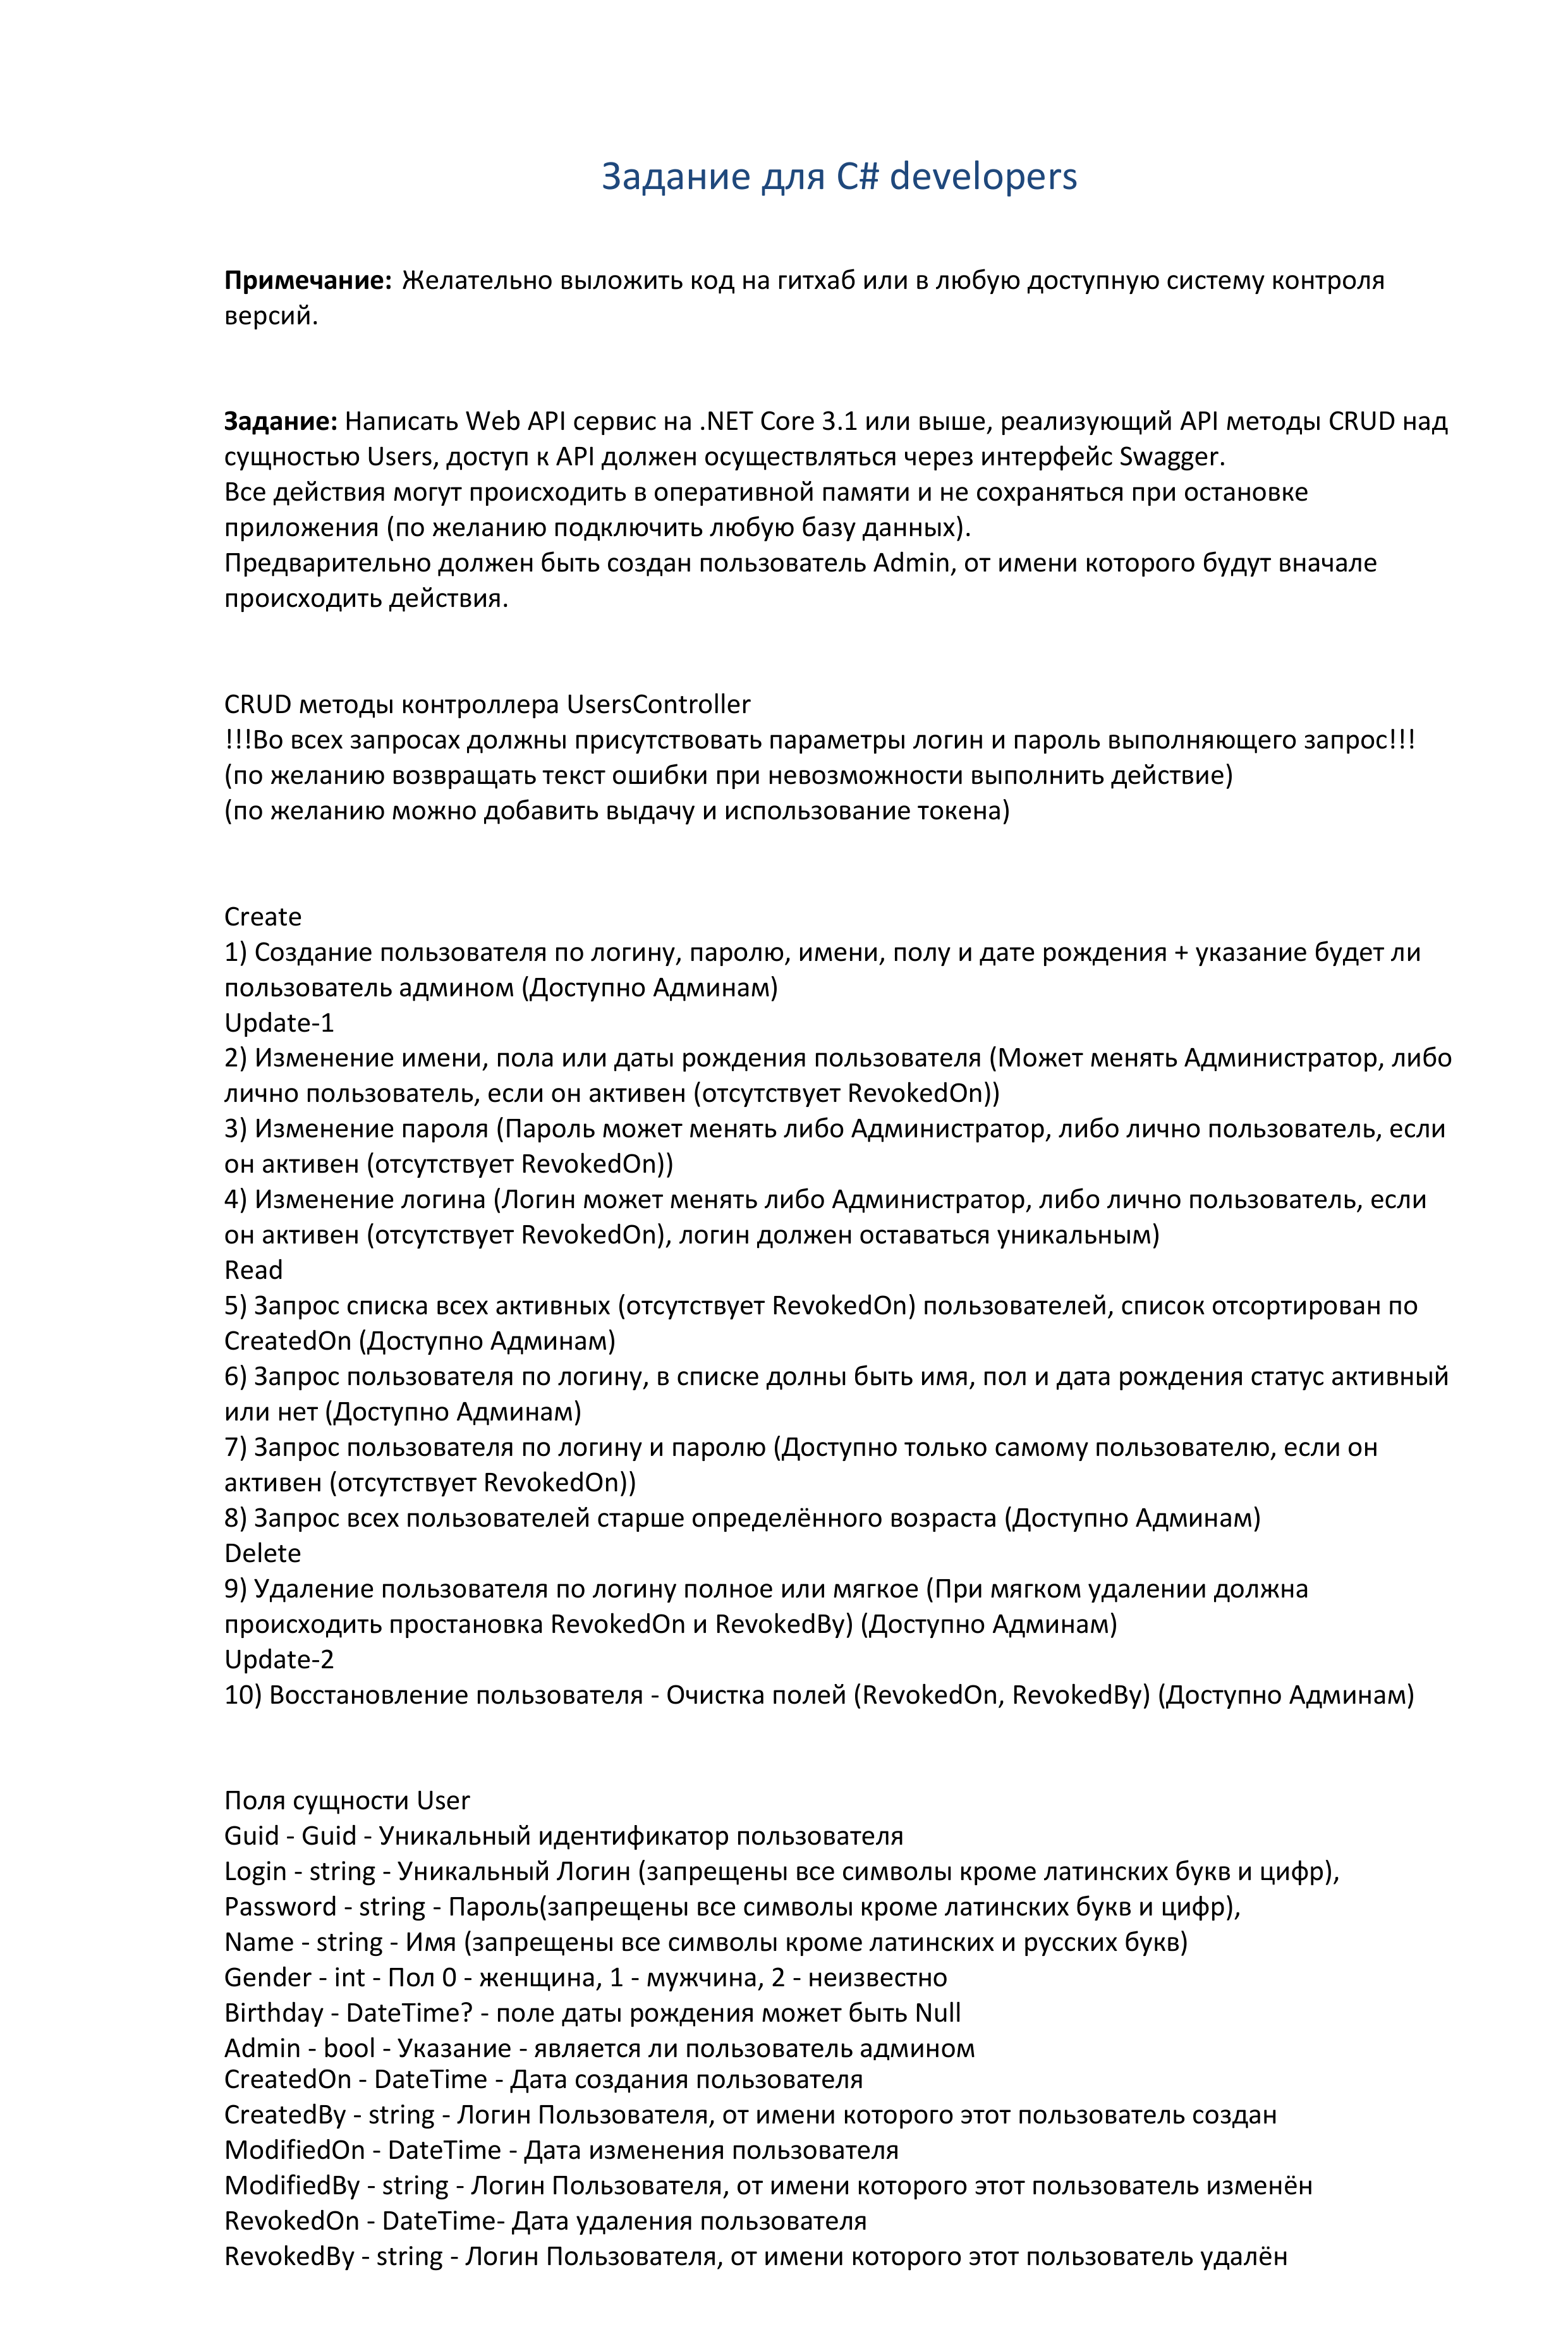 Задание для C# developers
Примечание: Желательно выложить код на гитхаб или в любую доступную систему контроля
версий.
Задание: Написать Web API сервис на .NET Core 3.1 или выше, реализующий API методы CRUD над
сущностью Users, доступ к API должен осуществляться через интерфейс Swagger.
Все действия могут происходить в оперативной памяти и не сохраняться при остановке
приложения (по желанию подключить любую базу данных).
Предварительно должен быть создан пользователь Admin, от имени которого будут вначале
происходить действия.
CRUD методы контроллера UsersController
!!!Во всех запросах должны присутствовать параметры логин и пароль выполняющего запрос!!!
(по желанию возвращать текст ошибки при невозможности выполнить действие)
(по желанию можно добавить выдачу и использование токена)
Create
1) Создание пользователя по логину, паролю, имени, полу и дате рождения + указание будет ли
пользователь админом (Доступно Админам)
Update-1
2) Изменение имени, пола или даты рождения пользователя (Может менять Администратор, либо
лично пользователь, если он активен (отсутствует RevokedOn))
3) Изменение пароля (Пароль может менять либо Администратор, либо лично пользователь, если
он активен (отсутствует RevokedOn))
4) Изменение логина (Логин может менять либо Администратор, либо лично пользователь, если
он активен (отсутствует RevokedOn), логин должен оставаться уникальным)
Read
5) Запрос списка всех активных (отсутствует RevokedOn) пользователей, список отсортирован по
CreatedOn (Доступно Админам)
6) Запрос пользователя по логину, в списке долны быть имя, пол и дата рождения статус активный
или нет (Доступно Админам)
7) Запрос пользователя по логину и паролю (Доступно только самому пользователю, если он
активен (отсутствует RevokedOn))
8) Запрос всех пользователей старше определённого возраста (Доступно Админам)
Delete
9) Удаление пользователя по логину полное или мягкое (При мягком удалении должна
происходить простановка RevokedOn и RevokedBy) (Доступно Админам)
Update-2
10) Восстановление пользователя - Очистка полей (RevokedOn, RevokedBy) (Доступно Админам)
Поля сущности User
Guid - Guid - Уникальный идентификатор пользователя
Login - string - Уникальный Логин (запрещены все символы кроме латинских букв и цифр),
Password - string - Пароль(запрещены все символы кроме латинских букв и цифр),
Name - string - Имя (запрещены все символы кроме латинских и русских букв)
Gender - int - Пол 0 - женщина, 1 - мужчина, 2 - неизвестно
Birthday - DateTime? - поле даты рождения может быть Null
Admin - bool - Указание - является ли пользователь админом
CreatedOn - DateTime - Дата создания пользователя
CreatedBy - string - Логин Пользователя, от имени которого этот пользователь создан
ModifiedOn - DateTime - Дата изменения пользователя
ModifiedBy - string - Логин Пользователя, от имени которого этот пользователь изменён
RevokedOn - DateTime- Дата удаления пользователя
RevokedBy - string - Логин Пользователя, от имени которого этот пользователь удалён